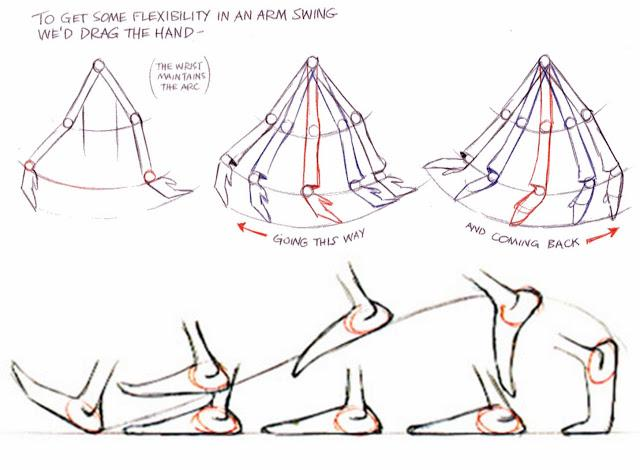 TO GET SOME FLEXIBILITY IN AN ARM SWING
WE'D DRAG THE HAND-
(THE WRIST
MAINTAINS
THE ARC)
GOING THIS WAY
AND COMING BACK